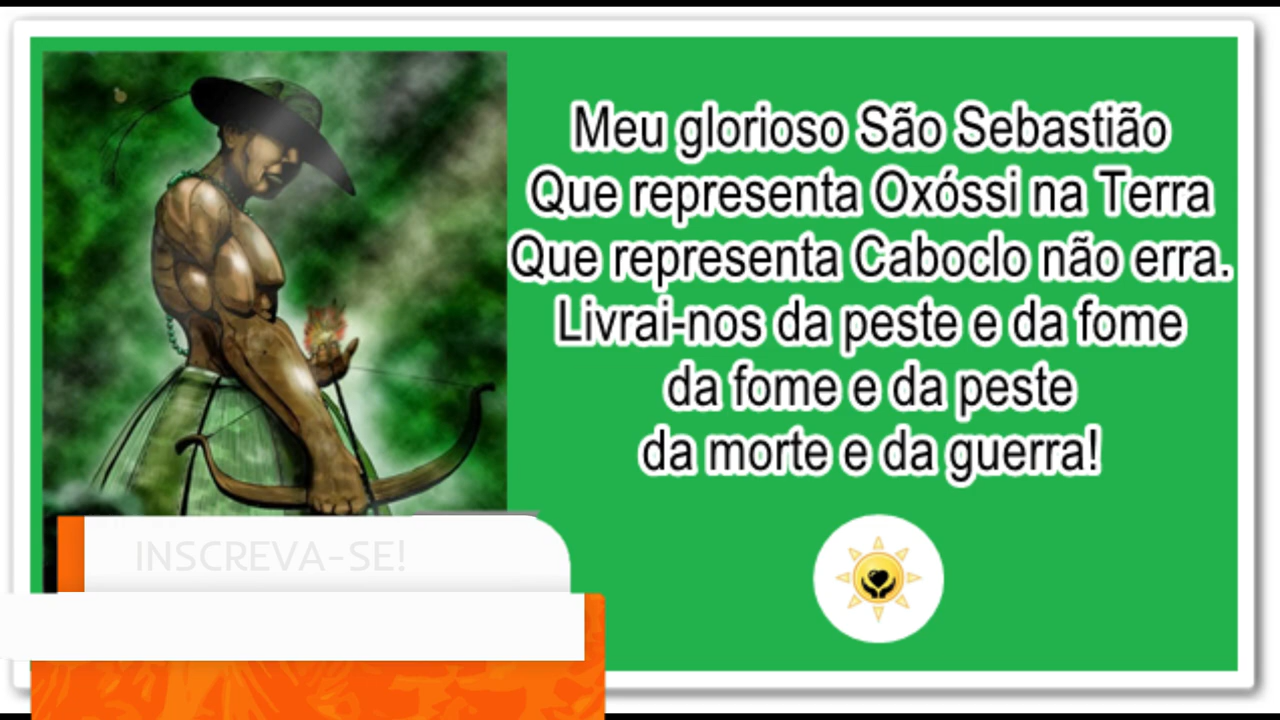 Meu glorioso São Sebastião
Que representa Oxóssi na Terra
Que representa Caboclo não erra.
Livrai-nos da peste e da fome
da fome e da peste
da morte e da guerra!
INSCREVA-SE!